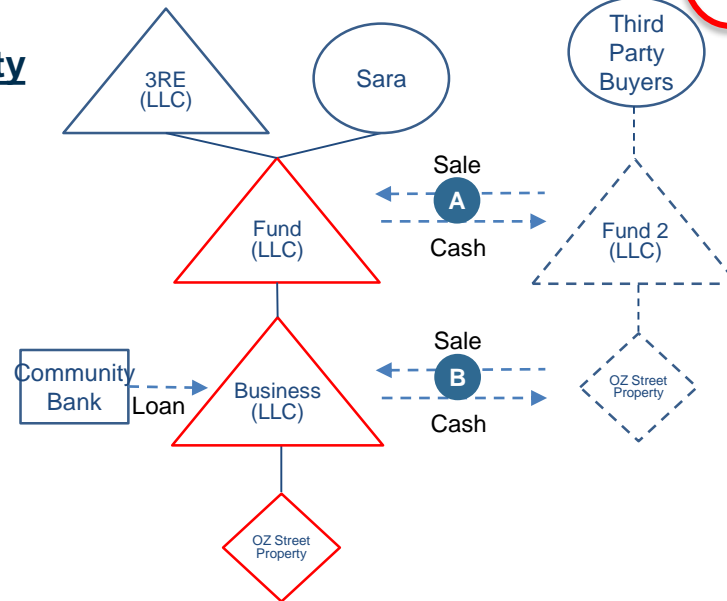 ty
3RE
(LLC)
Sara
Third
Party
Buyers
Sale
A
Cash
Fund
(LLC)
Fund 2
(LLC)
Community
Bank
Loan
Business
(LLC)
Sale
B
Cash
OZ Street
Property
OZ Street
Property